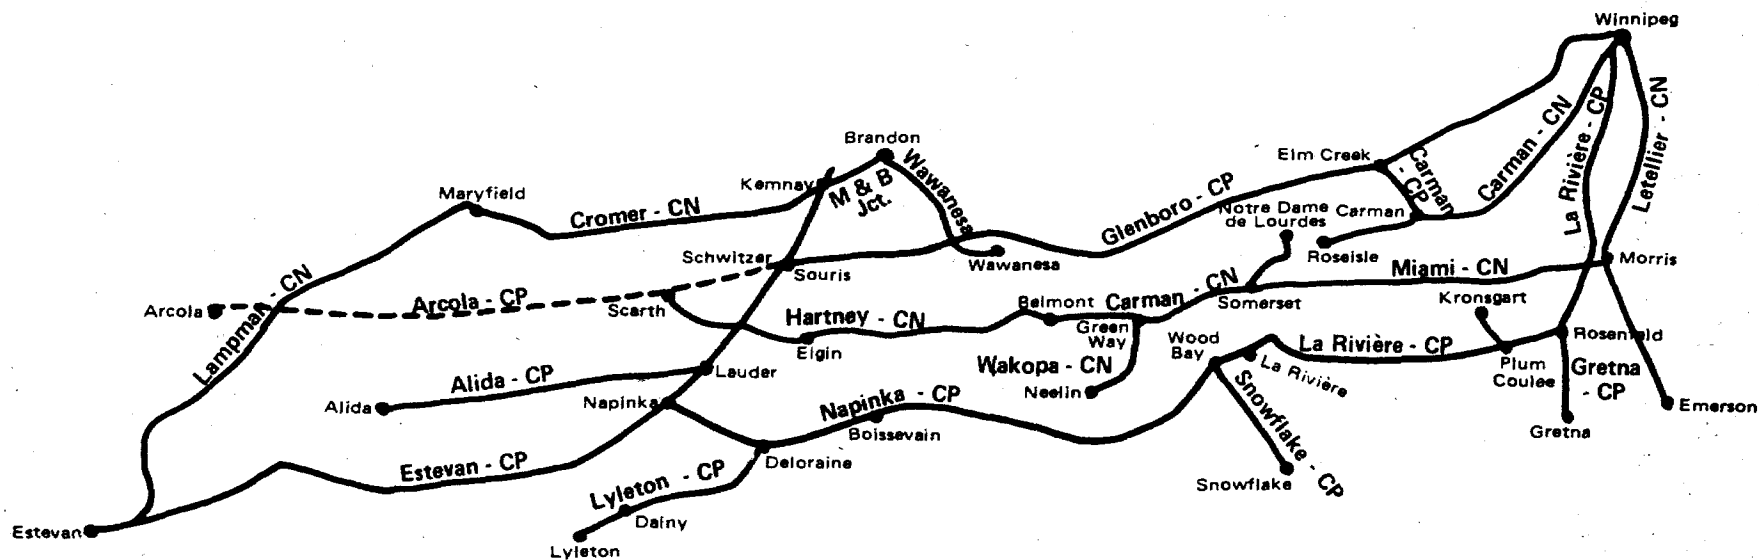 Winnipeg
Brandon
Wawanesa
Elm Creek
Carman
- CP
Carman - CN
La Rivière - CP
Letellier - CN
Kemnay
M & B
Jct.
Maryfield
Cromer - CN
Glenboro - CP
Notre Dame
de Lourdes
Carman
Roseisle
Schwitzer
Souris
Wawanesa
Morris
Miami - CN
Lampman - CN
Arcola
Arcola - CP
Scarth
Hartney - CN
Belmont
Carman - CN
Somerset
Kronsgart
Elgin
Green
Way
Wood
Bay
La Rivière - CP
Rosenfeld
Wakopa - CN
La Rivière
Plum
Coulee
Gretna
- CP
Alida - CP
Lauder
Alida
Napinka
Napinka - CP
Neelin
Snowflake - CP
Emerson
Boissevain
Gretna
Estevan - CP
Deloraine
Lyleton - CP
Snowflake
Dalny
Estevan
Lyleton